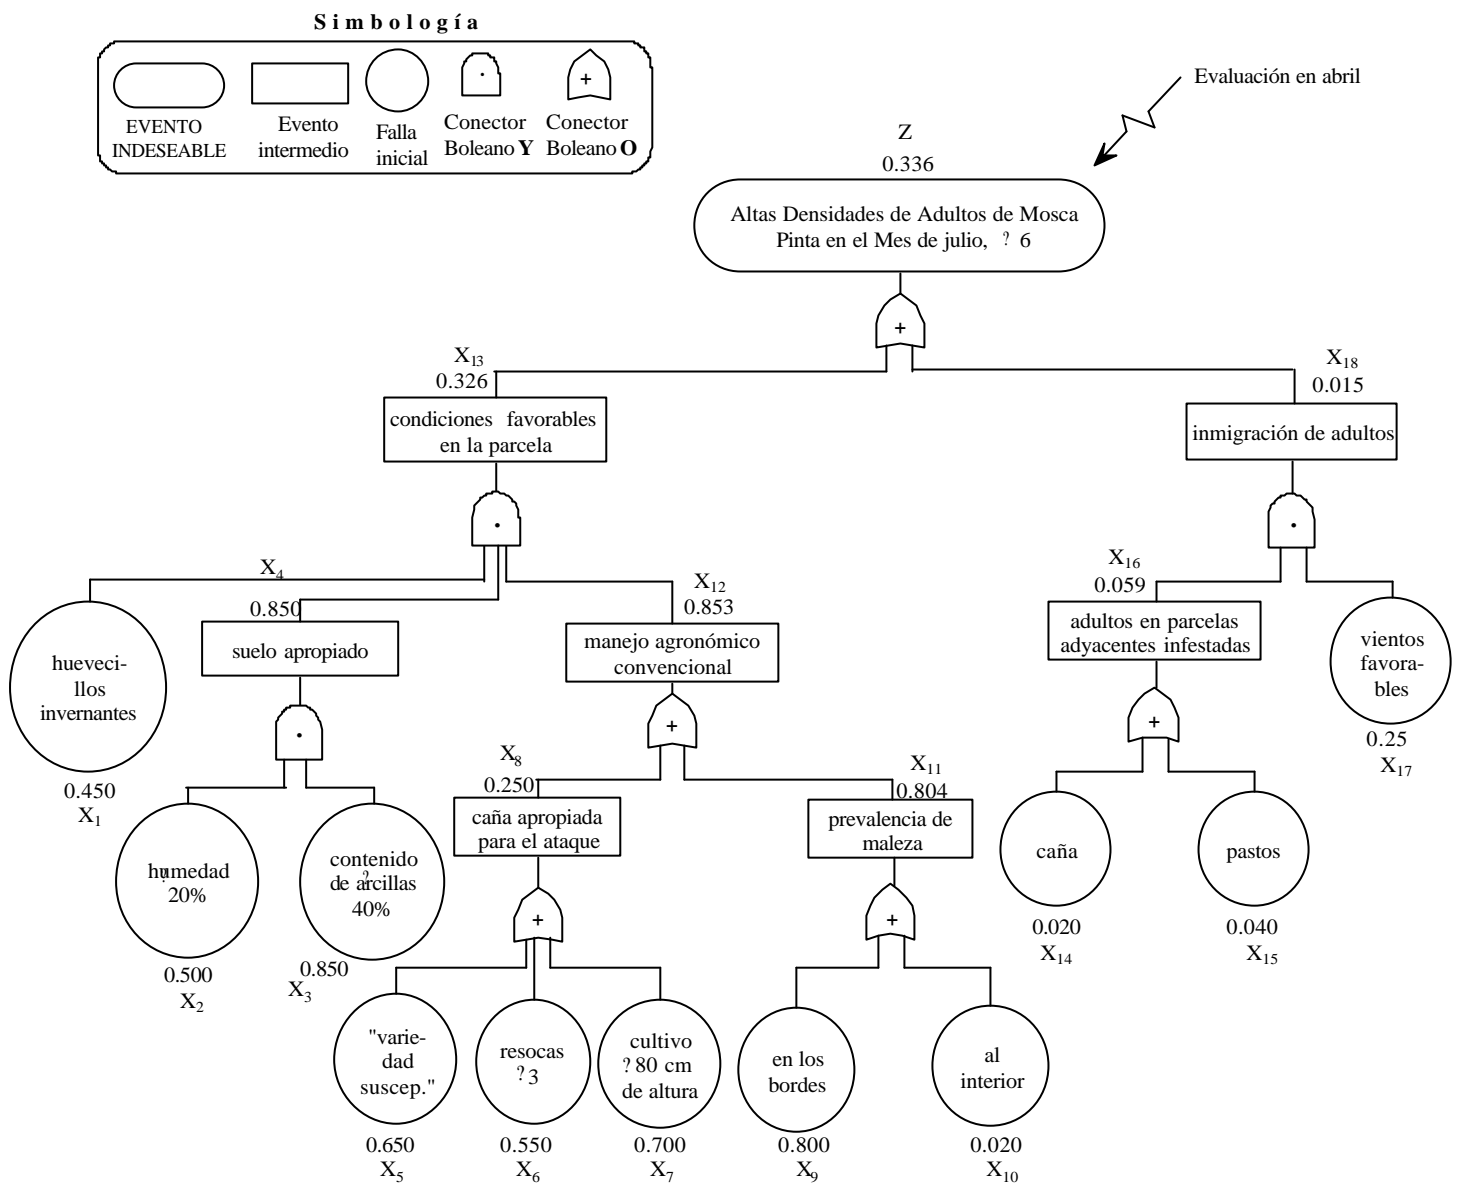 Simbología
EVENTO
INDESEABLE
Evento
intermedio
Falla
inicial
Conector
Boleano Y
+
Conector
Boleano O
Evaluación en abril
Z
0.336
Altas Densidades de Adultos de Mosca
Pinta en el Mes de julio, ? 6
+
X13
0.326
condiciones favorables
en la parcela
X18
0.015
inmigración de adultos
X4
0.850
suelo apropiado
X12
0.853
manejo agronómico
convencional
X16
0.059
adultos en parcelas
adyacentes infestadas
hueveci-
llos
invernantes
0.450
X1
vientos
favora-
bles
0.25
X17
+
+
X8
0.250
caña apropiada
para el ataque
X11
0.804
prevalencia de
maleza
humedad
?
20%
0.500
X2
contenido
de arcillas
?
40%
0.850
X3
caña
0.020
X14
pastos
0.040
X15
+
+
"varie-
dad
suscep."
0.650
X5
resocas
? 3
0.550
X6
cultivo
? 80 cm
de altura
0.700
X7
en los
bordes
0.800
X9
al
interior
0.020
X10